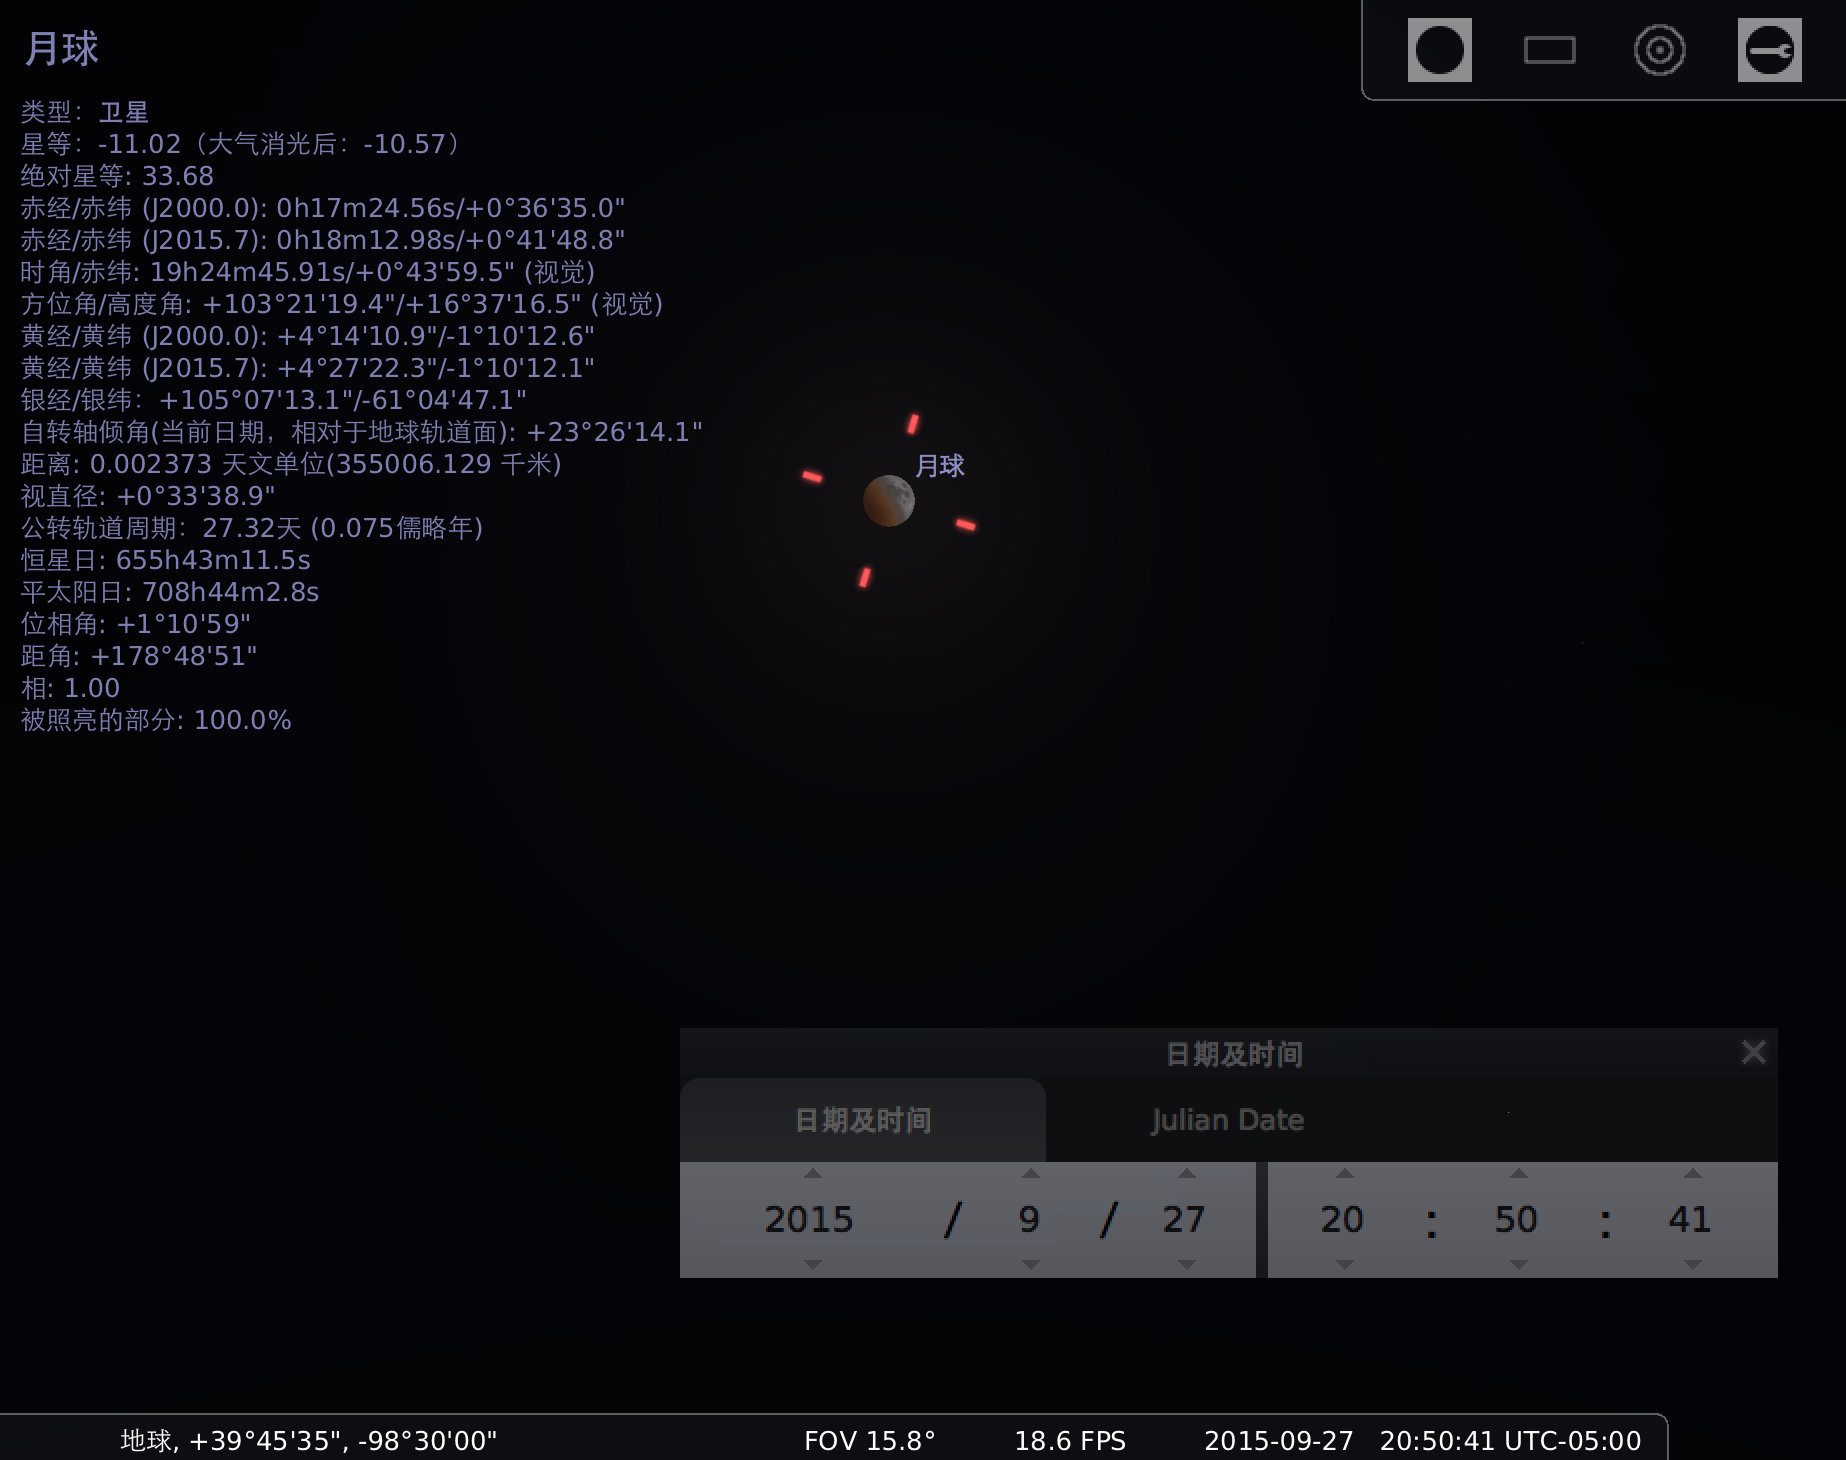 月球
类型：卫星
星等：-11.02（大气消光后：-10.57）
绝对星等: 33.68
赤经/赤纬 (J2000.0): 0h17m24.56s/+0°36'35.0"
赤经/赤纬 (J2015.7): 0h18m12.98s/+0°41'48.8"
时角/赤纬: 19h24m45.91s/+0°43'59.5" (视觉)
方位角/高度角: +103°21'19.4"/+16°37'16.5" (视觉)
黄经/黄纬 (J2000.0): +4°14'10.9"/-1°10'12.6"
黄经/黄纬 (J2015.7): +4°27'22.3"/-1°10'12.1"
银经/银纬：+105°07'13.1"/-61°04'47.1"
自转轴倾角(当前日期，相对于地球轨道面): +23°26'14.1"
距离: 0.002373 天文单位(355006.129 千米)
视直径: +0°33'38.9"
公转轨道周期：27.32天 (0.075儒略年)
恒星日: 655h43m11.5s
平太阳日: 708h44m2.8s
位相角: +1°10'59"
距角: +178°48'51"
相: 1.00
被照亮的部分: 100.0%
月球
日期及时间
日期及时间 Julian Date
2015 / 9 / 27 20 : 50 : 41
地球, +39°45'35", -98°30'00" FOV 15.8° 18.6 FPS 2015-09-27 20:50:41 UTC-05:00